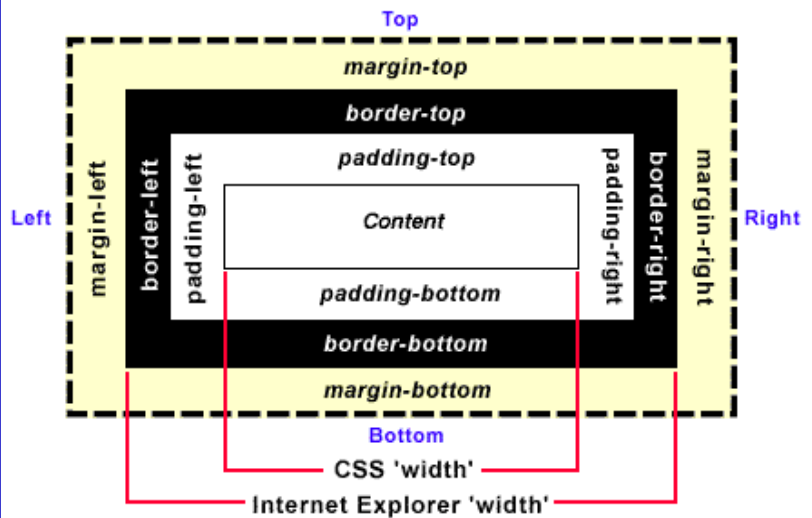 Top
margin-top
border-top
padding-top
Left
margin-left
border-left
padding-left
Content
padding-right
border-right
margin-right
Right
padding-bottom
border-bottom
margin-bottom
Bottom
CSS 'width'
Internet Explorer 'width'